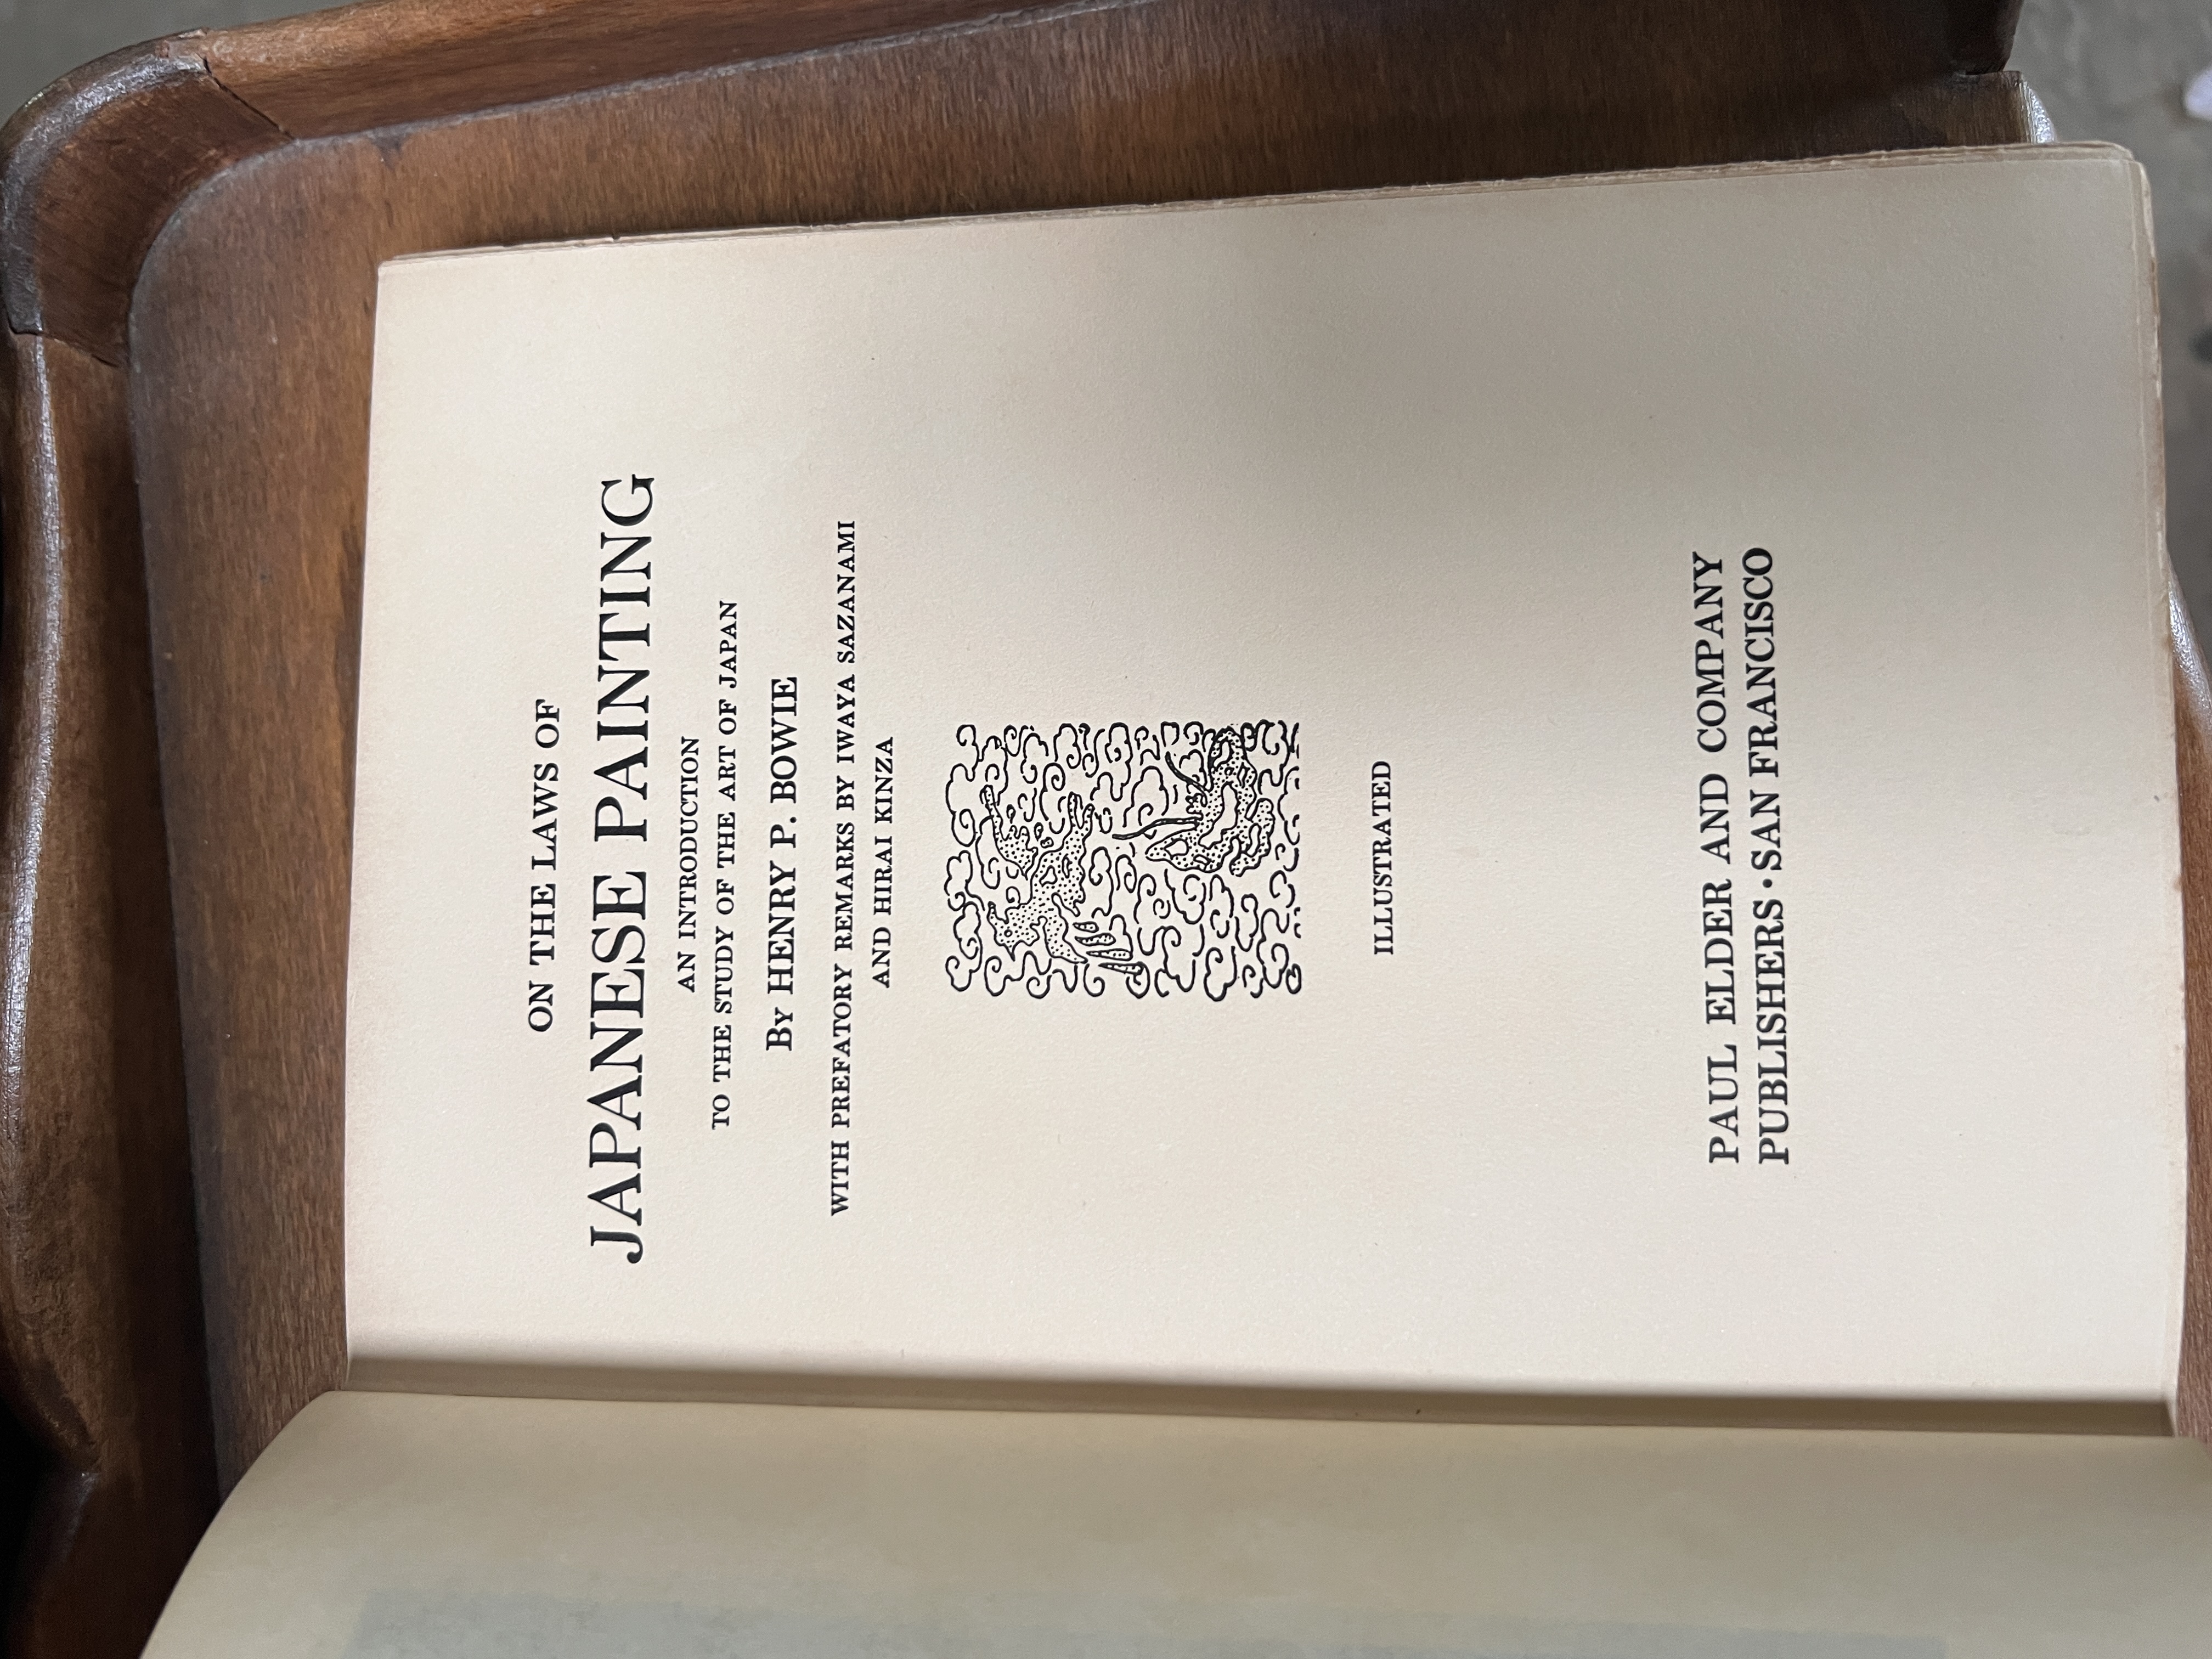 ON THE LAWS OF
JAPANESE PAINTING
AN INTRODUCTION
TO THE STUDY OF THE ART OF JAPAN
By HENRY P. BOWIE
WITH PREFATORY REMARKS BY IWAYA SAZANAMI
AND HIRAI KINZA
ILLUSTRATED
PAUL ELDER AND COMPANY
PUBLISHERS · SAN FRANCISCO